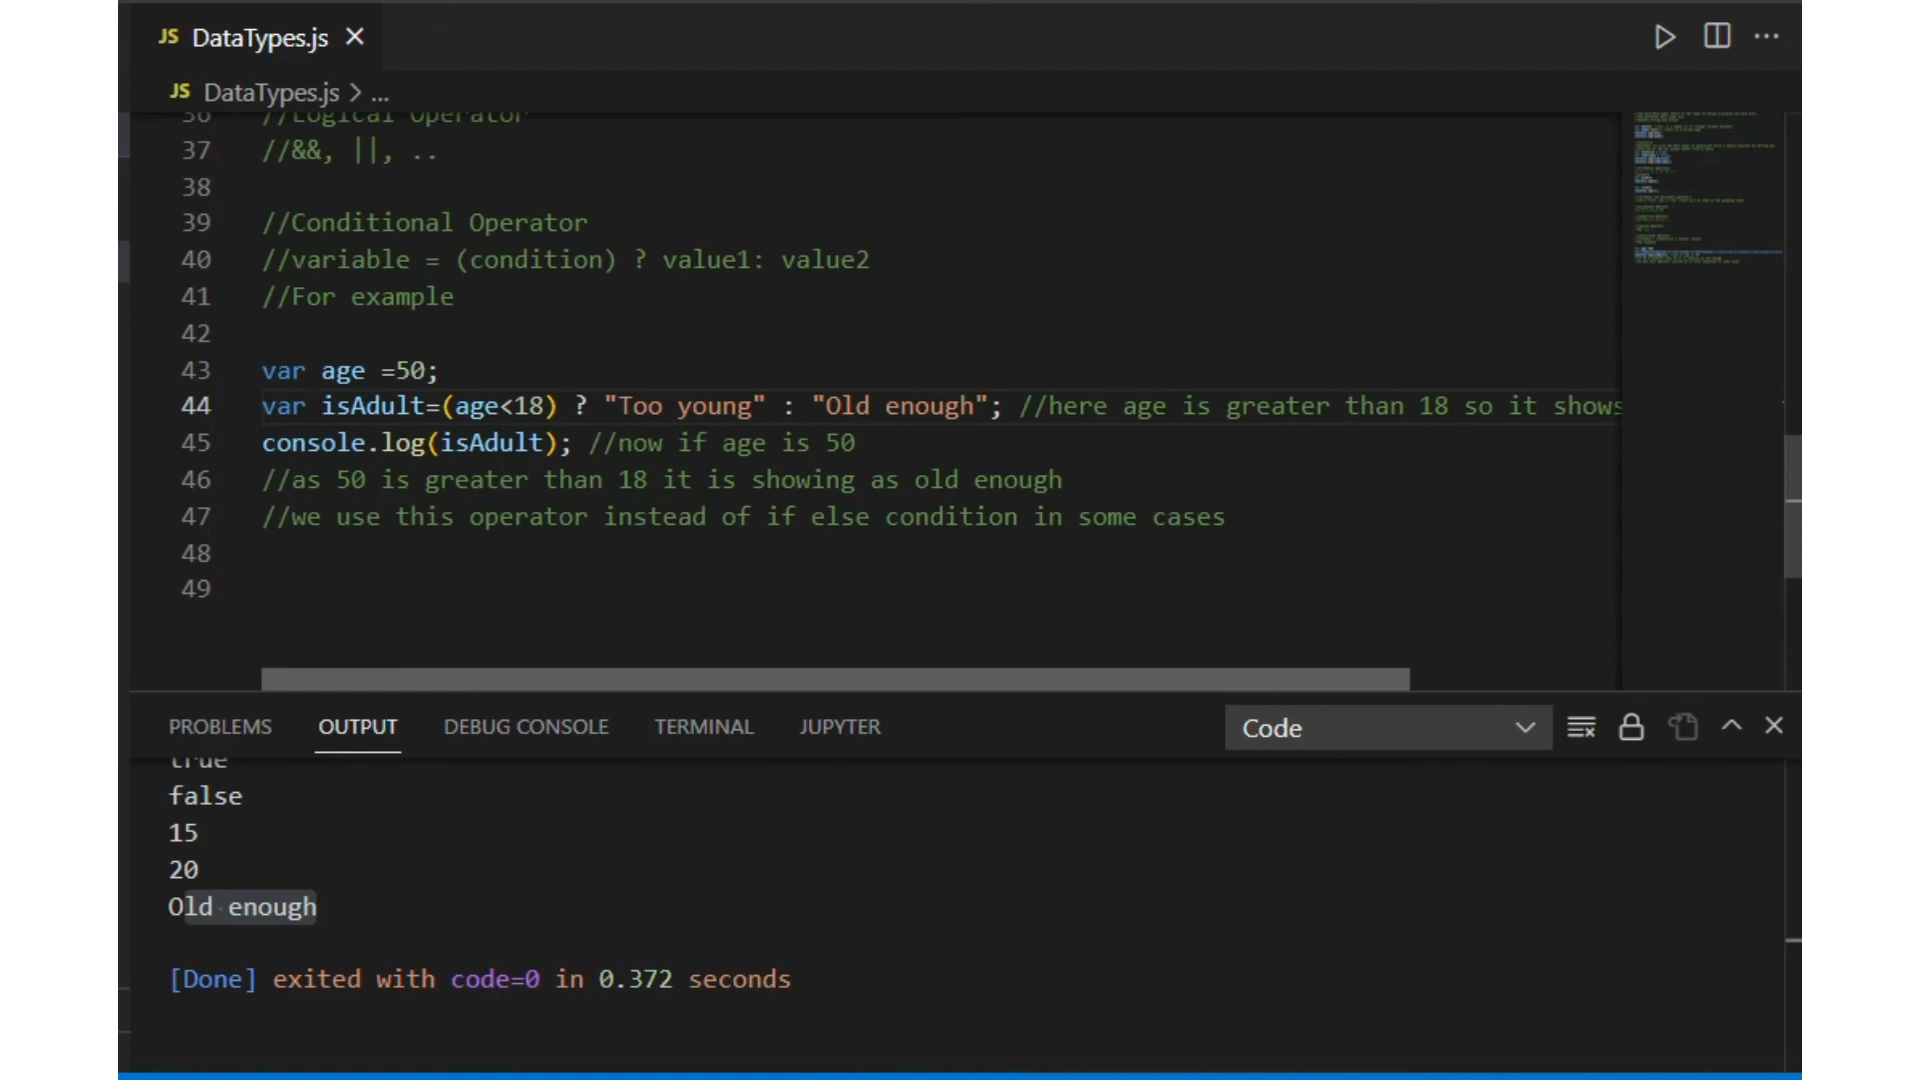 JS DataTypes.js
JS DataTypes.js > ...
36 //Logical Operator
37 //&&, ||, ..
38
39 //Conditional Operator
40 //variable = (condition) ? value1: value2
41 //For example
42
43 var age =50;
44 var isAdult=(age<18) ? "Too young" : "Old enough"; //here age is greater than 18 so it shows
45 console.log(isAdult); //now if age is 50
46 //as 50 is greater than 18 it is showing as old enough
47 //we use this operator instead of if else condition in some cases
48
49
PROBLEMS OUTPUT DEBUG CONSOLE TERMINAL JUPYTER Code
true
false
15
20
Old enough
[Done] exited with code=0 in 0.372 seconds